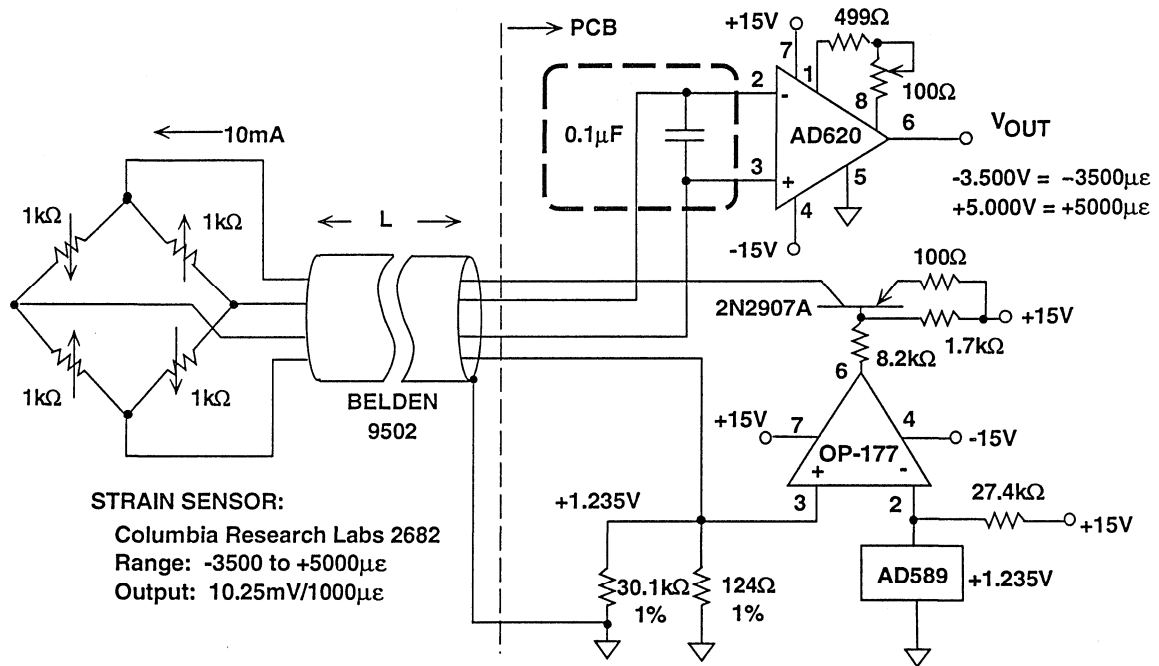 PCB
+15V
499Ω
7
1
2
-
8
100Ω
0.1μF
AD620
6
V_OUT
3
+
5
4
-15V
-3.500V = −3500με
+5.000V = +5000με
10mA
1kΩ
1kΩ
L
1kΩ
1kΩ
BELDEN
9502
100Ω
2N2907A
+15V
1.7kΩ
8.2kΩ
6
+15V
7
4
-15V
OP-177
+
-
3
2
27.4kΩ
+15V
+1.235V
AD589
+1.235V
30.1kΩ
1%
124Ω
1%
STRAIN SENSOR:
Columbia Research Labs 2682
Range: -3500 to +5000με
Output: 10.25mV/1000με